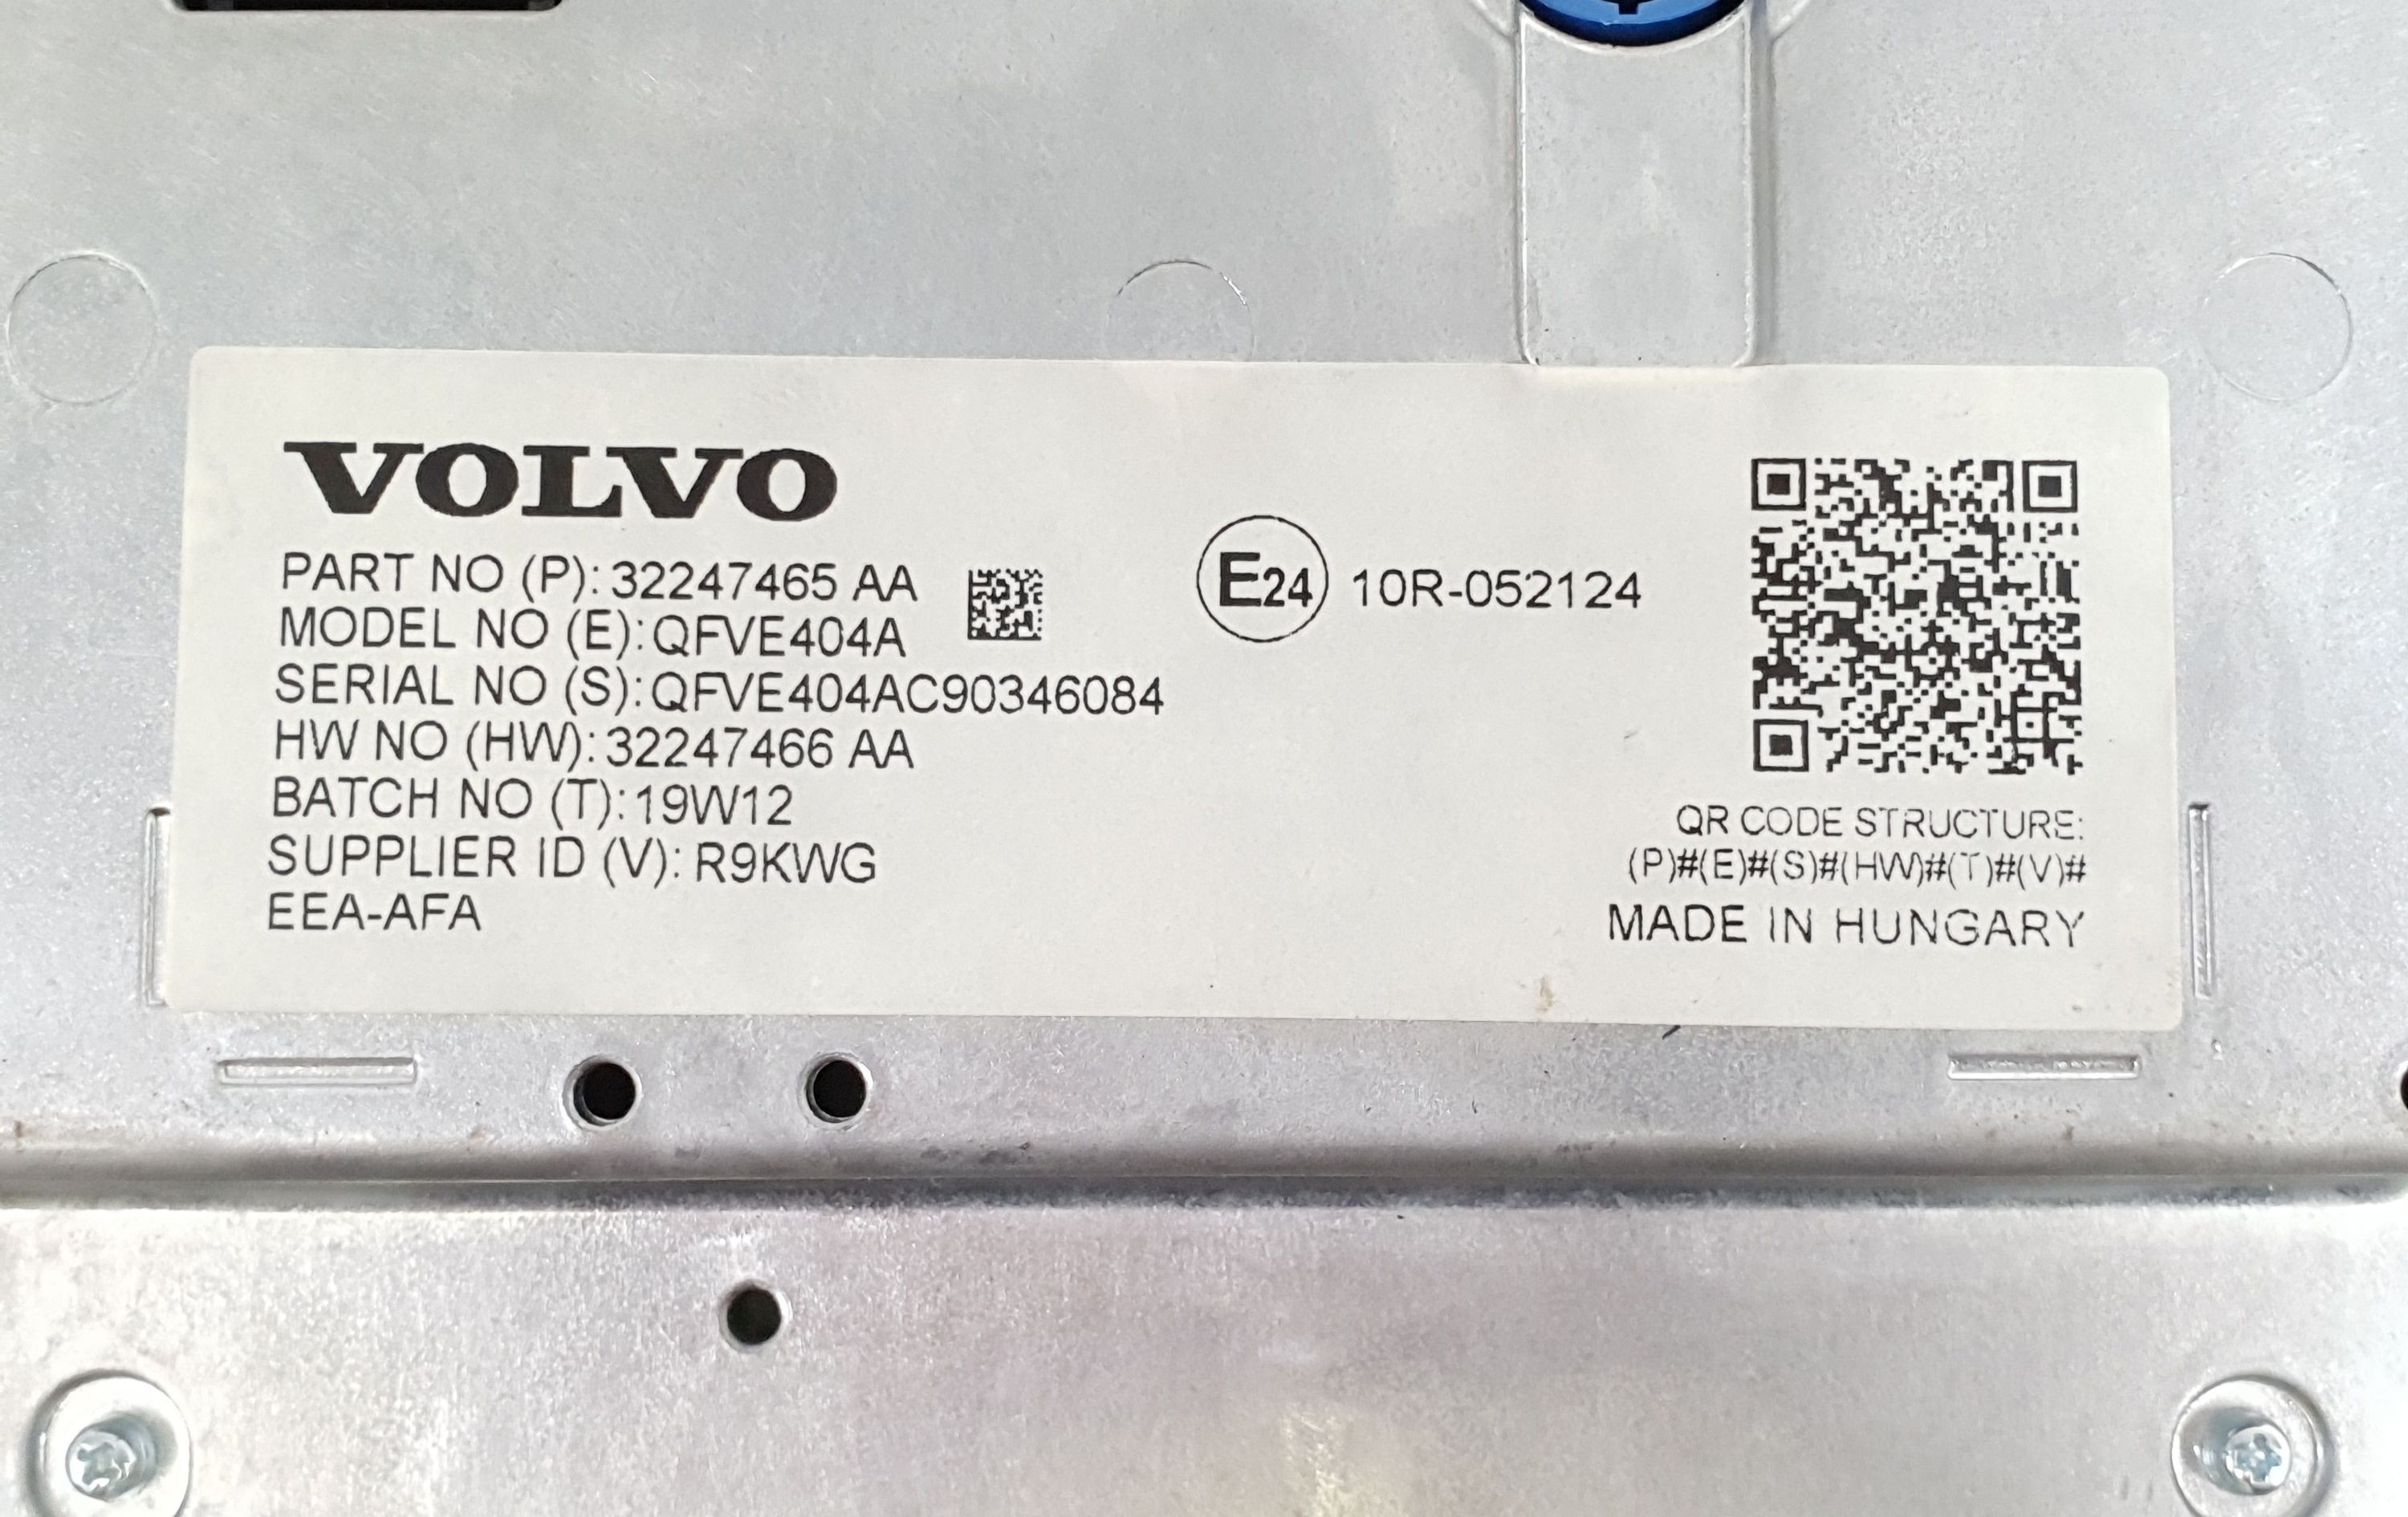 VOLVO
PART NO (P): 32247465 AA
MODEL NO (E): QFVE404A
SERIAL NO (S): QFVE404AC90346084
HW NO (HW): 32247466 AA
BATCH NO (T): 19W12
SUPPLIER ID (V): R9KWG
EEA-AFA
E24 10R-052124
QR CODE STRUCTURE:
(P)#(E)#(S)#(HW)#(T)#(V)#
MADE IN HUNGARY